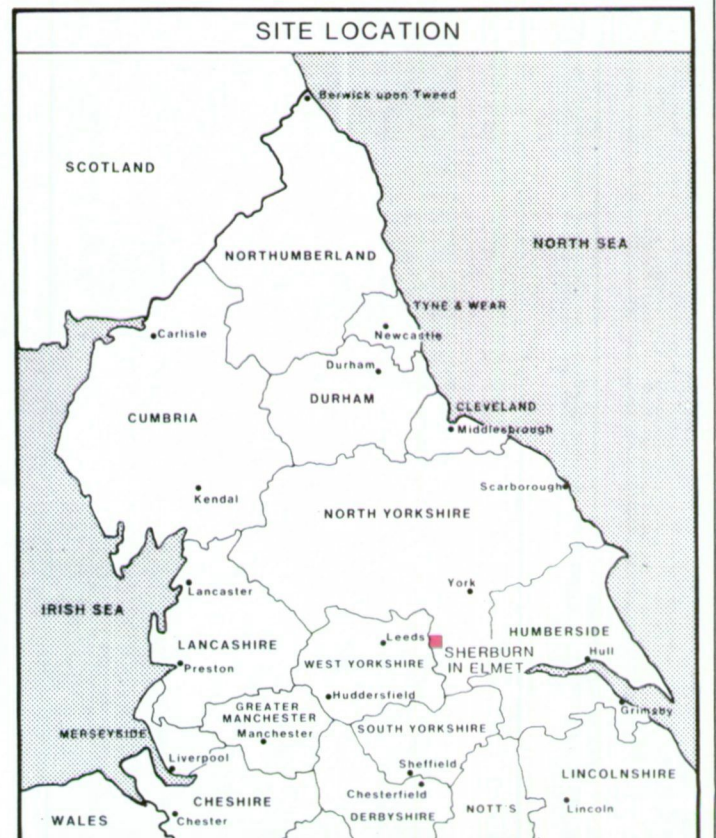 SITE LOCATION
Berwick upon Tweed
SCOTLAND
NORTH SEA
NORTHUMBERLAND
TYNE & WEAR
Carlisle
Newcastle
Durham
DURHAM
CLEVELAND
CUMBRIA
Middlesbrough
Scarborough
Kendal
NORTH YORKSHIRE
York
Lancaster
IRISH SEA
HUMBERSIDE
Leeds
LANCASHIRE
SHERBURN
IN ELMET
Hull
WEST YORKSHIRE
Preston
Huddersfield
Grimsby
GREATER
MANCHESTER
SOUTH YORKSHIRE
MERSEYSIDE
Manchester
Liverpool
Sheffield
LINCOLNSHIRE
Chesterfield
CHESHIRE
NOTT'S
Lincoln
DERBYSHIRE
WALES
Chester